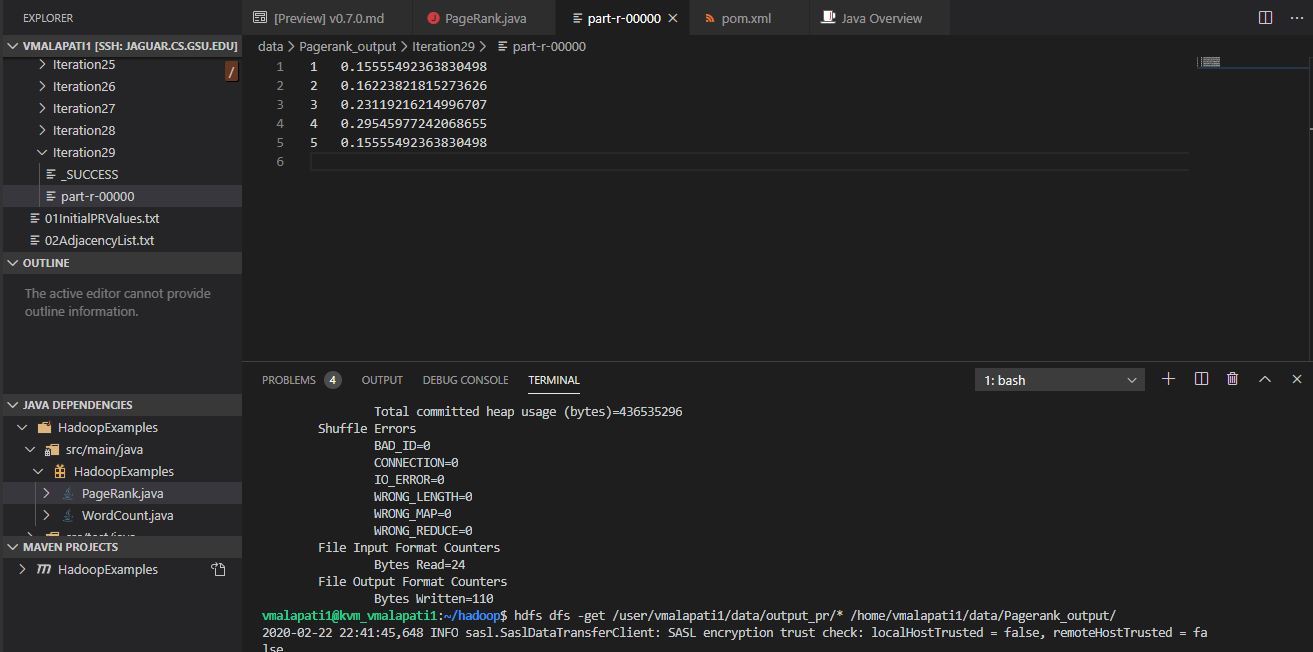 EXPLORER
[Preview] v0.7.0.md
J PageRank.java
part-r-00000
pom.xml
Java Overview
VMALAPATI1 [SSH: JAGUAR.CS.GSU.EDU]
data > Pagerank_output > Iteration29 > part-r-00000
Iteration25
/
Iteration26
Iteration27
Iteration28
Iteration29
_SUCCESS
part-r-00000
01InitialPRValues.txt
02AdjacencyList.txt
1 1 0.15555492363830498
2 2 0.16223821815273626
3 3 0.23119216214996707
4 4 0.29545977242068655
5 5 0.15555492363830498
6
OUTLINE
The active editor cannot provide
outline information.
JAVA DEPENDENCIES
HadoopExamples
src/main/java
HadoopExamples
PageRank.java
WordCount.java
src/test/java
MAVEN PROJECTS
m HadoopExamples
PROBLEMS 4 OUTPUT DEBUG CONSOLE TERMINAL
1: bash
Total committed heap usage (bytes)=436535296
Shuffle Errors
BAD_ID=0
CONNECTION=0
IO_ERROR=0
WRONG_LENGTH=0
WRONG_MAP=0
WRONG_REDUCE=0
File Input Format Counters
Bytes Read=24
File Output Format Counters
Bytes Written=110
vmalapati1@kvm_vmalapati1:~/hadoop$ hdfs dfs -get /user/vmalapati1/data/output_pr/* /home/vmalapati1/data/Pagerank_output/
2020-02-22 22:41:45,648 INFO sasl.SaslDataTransferClient: SASL encryption trust check: localHostTrusted = false, remoteHostTrusted = fa
lse